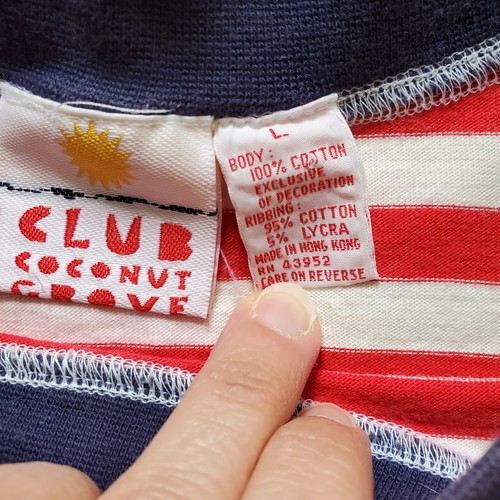 CLUB
COCONUT
GROVE
L
BODY:
100% COTTON
EXCLUSIVE
OF DECORATION
RIBBING:
95% COTTON
5% LYCRA
MADE IN HONG KONG
RN 43952
CARE ON REVERSE